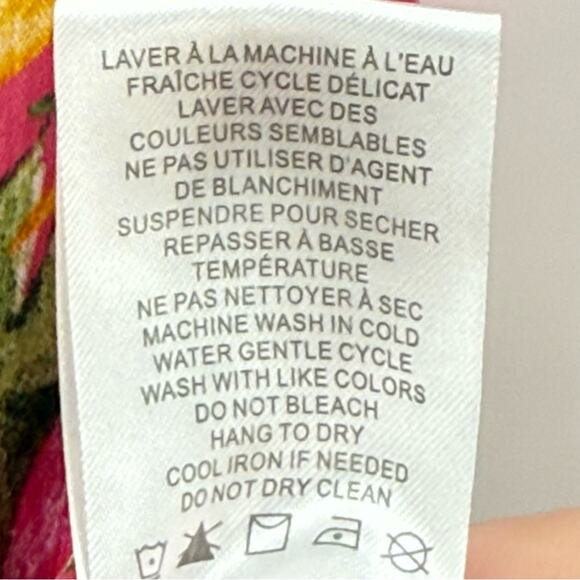 LAVER À LA MACHINE À L'EAU
FRAÎCHE CYCLE DÉLICAT
LAVER AVEC DES
COULEURS SEMBLABLES
NE PAS UTILISER D'AGENT
DE BLANCHIMENT
SUSPENDRE POUR SECHER
REPASSER À BASSE
TEMPÉRATURE
NE PAS NETTOYER À SEC
MACHINE WASH IN COLD
WATER GENTLE CYCLE
WASH WITH LIKE COLORS
DO NOT BLEACH
HANG TO DRY
COOL IRON IF NEEDED
DO NOT DRY CLEAN